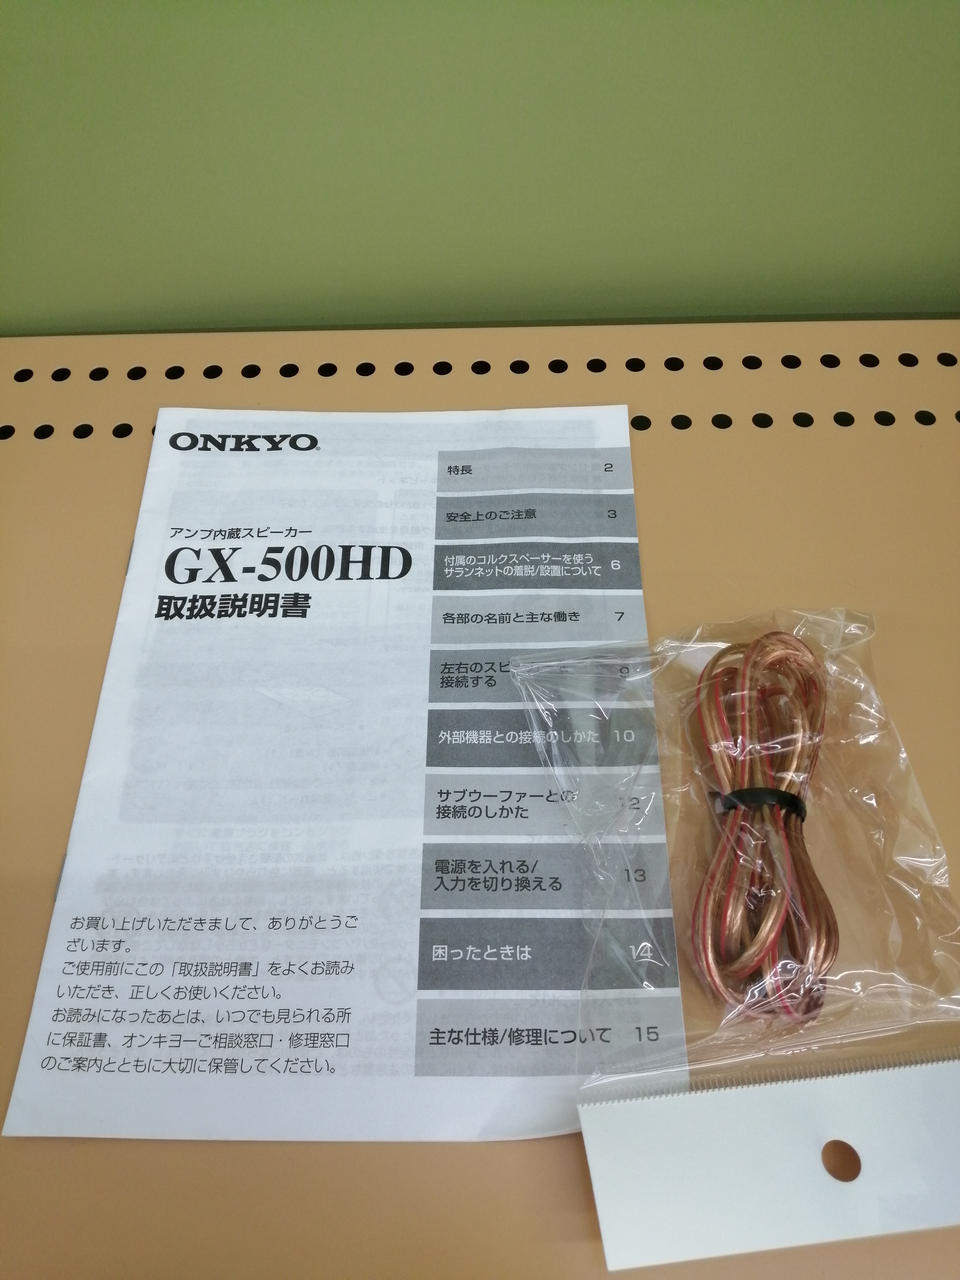 ONKYO®
アンプ内蔵スピーカー
GX-500HD
取扱説明書
お買い上げいただきまして、ありがとうご
ざいます。
ご使用前にこの「取扱説明書」をよくお読み
いただき、正しくお使いください。
お読みになったあとは、いつでも見られる所
に保証書、オンキヨーご相談窓口・修理窓口
のご案内とともに大切に保管してください。
特長 2
安全上のご注意 3
付属のコルクスペーサーを使う
サランネットの着脱/設置について 6
各部の名前と主な働き 7
左右のスピ 9
接続する
外部機器との接続のしかた 10
サブウーファーとの
接続のしかた 12
電源を入れる/
入力を切り換える 13
困ったときは 14
主な仕様/修理について 15